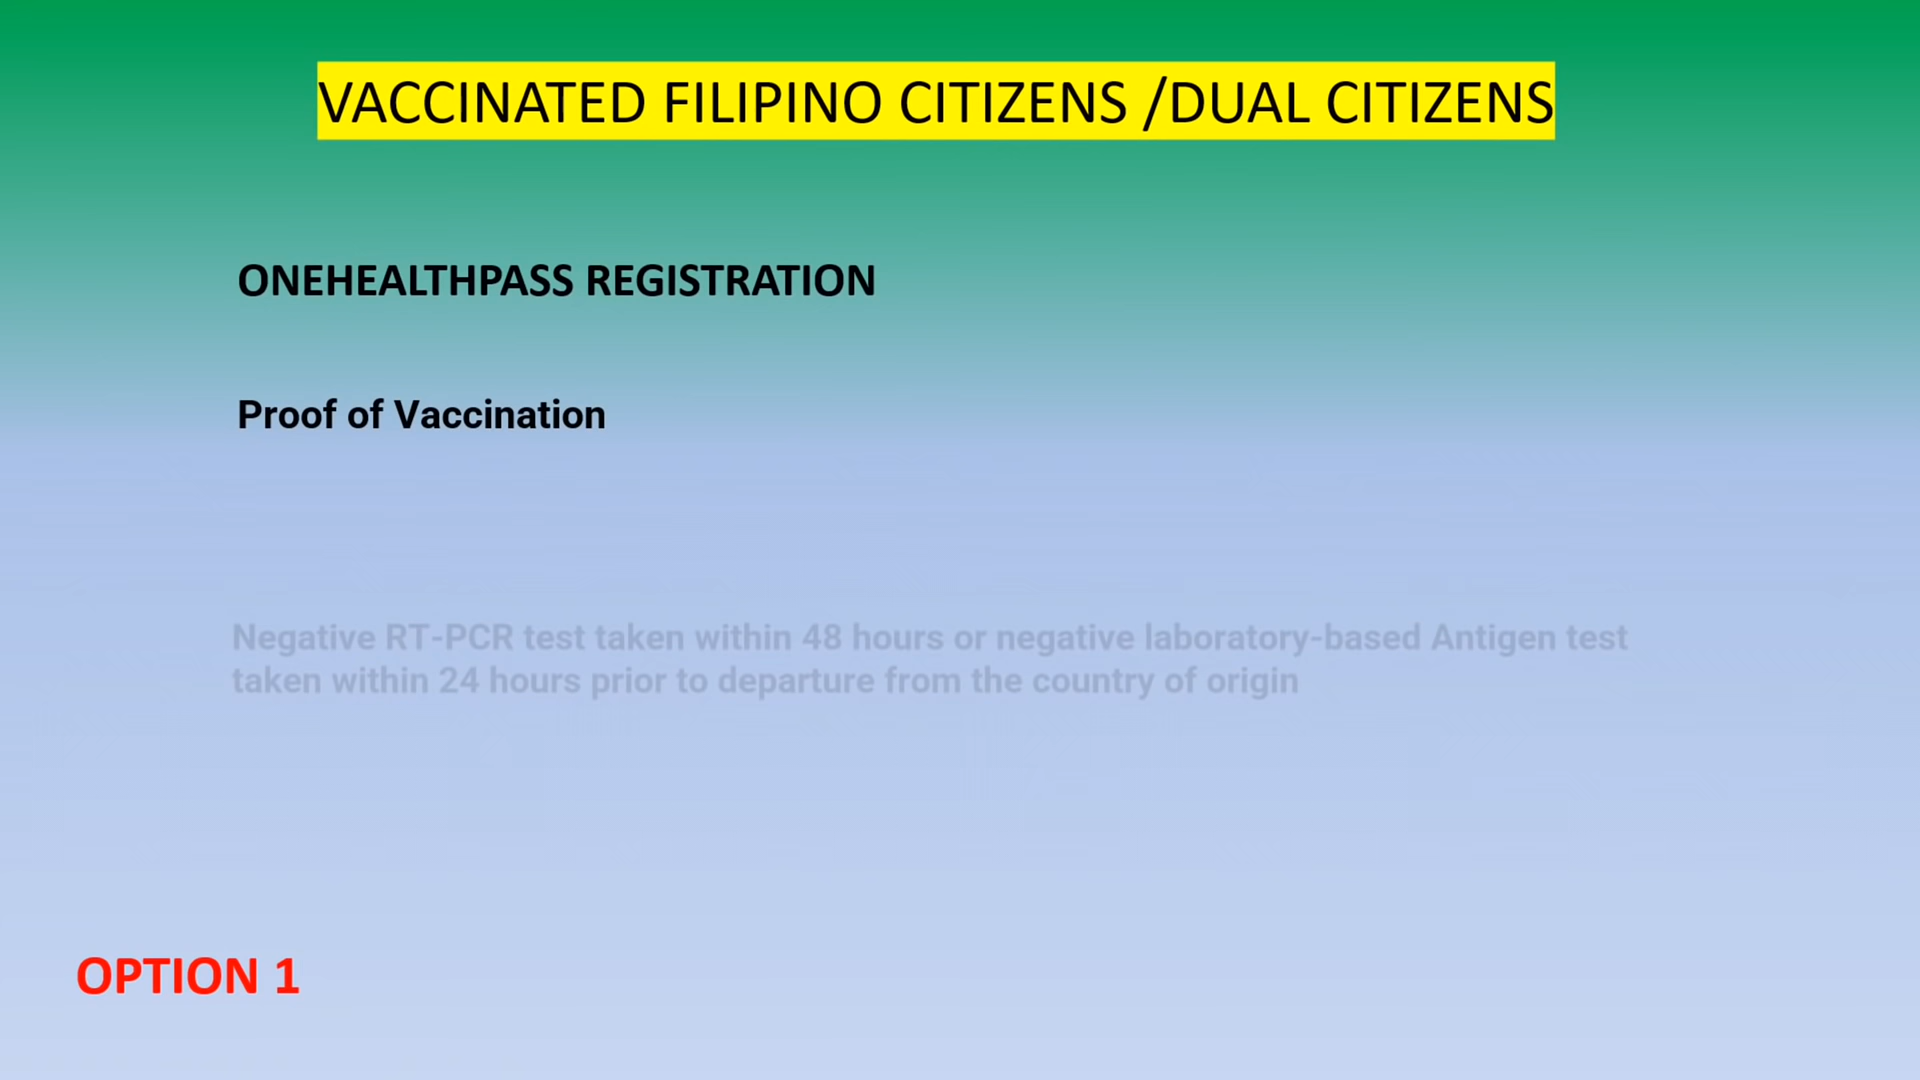 VACCINATED FILIPINO CITIZENS /DUAL CITIZENS
ONEHEALTHPASS REGISTRATION
Proof of Vaccination
Negative RT-PCR test taken within 48 hours or negative laboratory-based Antigen test
taken within 24 hours prior to departure from the country of origin
OPTION 1